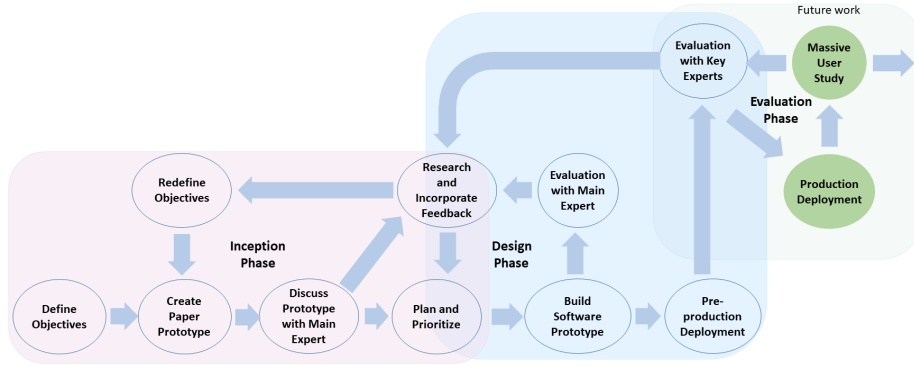 Future work
Evaluation
with Key
Experts
Massive
User
Study
Evaluation
Phase
Redefine
Objectives
Research
and
Incorporate
Feedback
Evaluation
with Main
Expert
Production
Deployment
Inception
Phase
Design
Phase
Define
Objectives
Create
Paper
Prototype
Discuss
Prototype
with Main
Expert
Plan and
Prioritize
Build
Software
Prototype
Pre-
production
Deployment